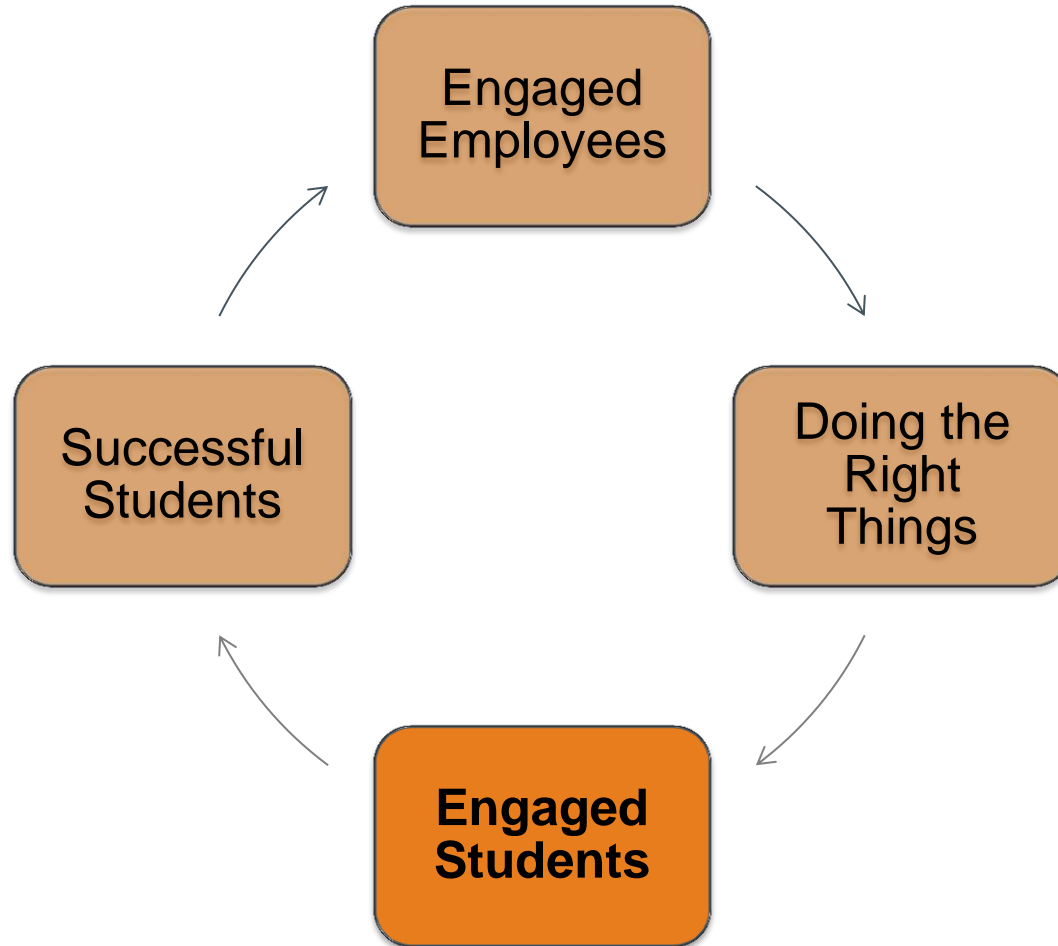 Engaged
Employees
Doing the
Right
Things
Engaged
Students
Successful
Students